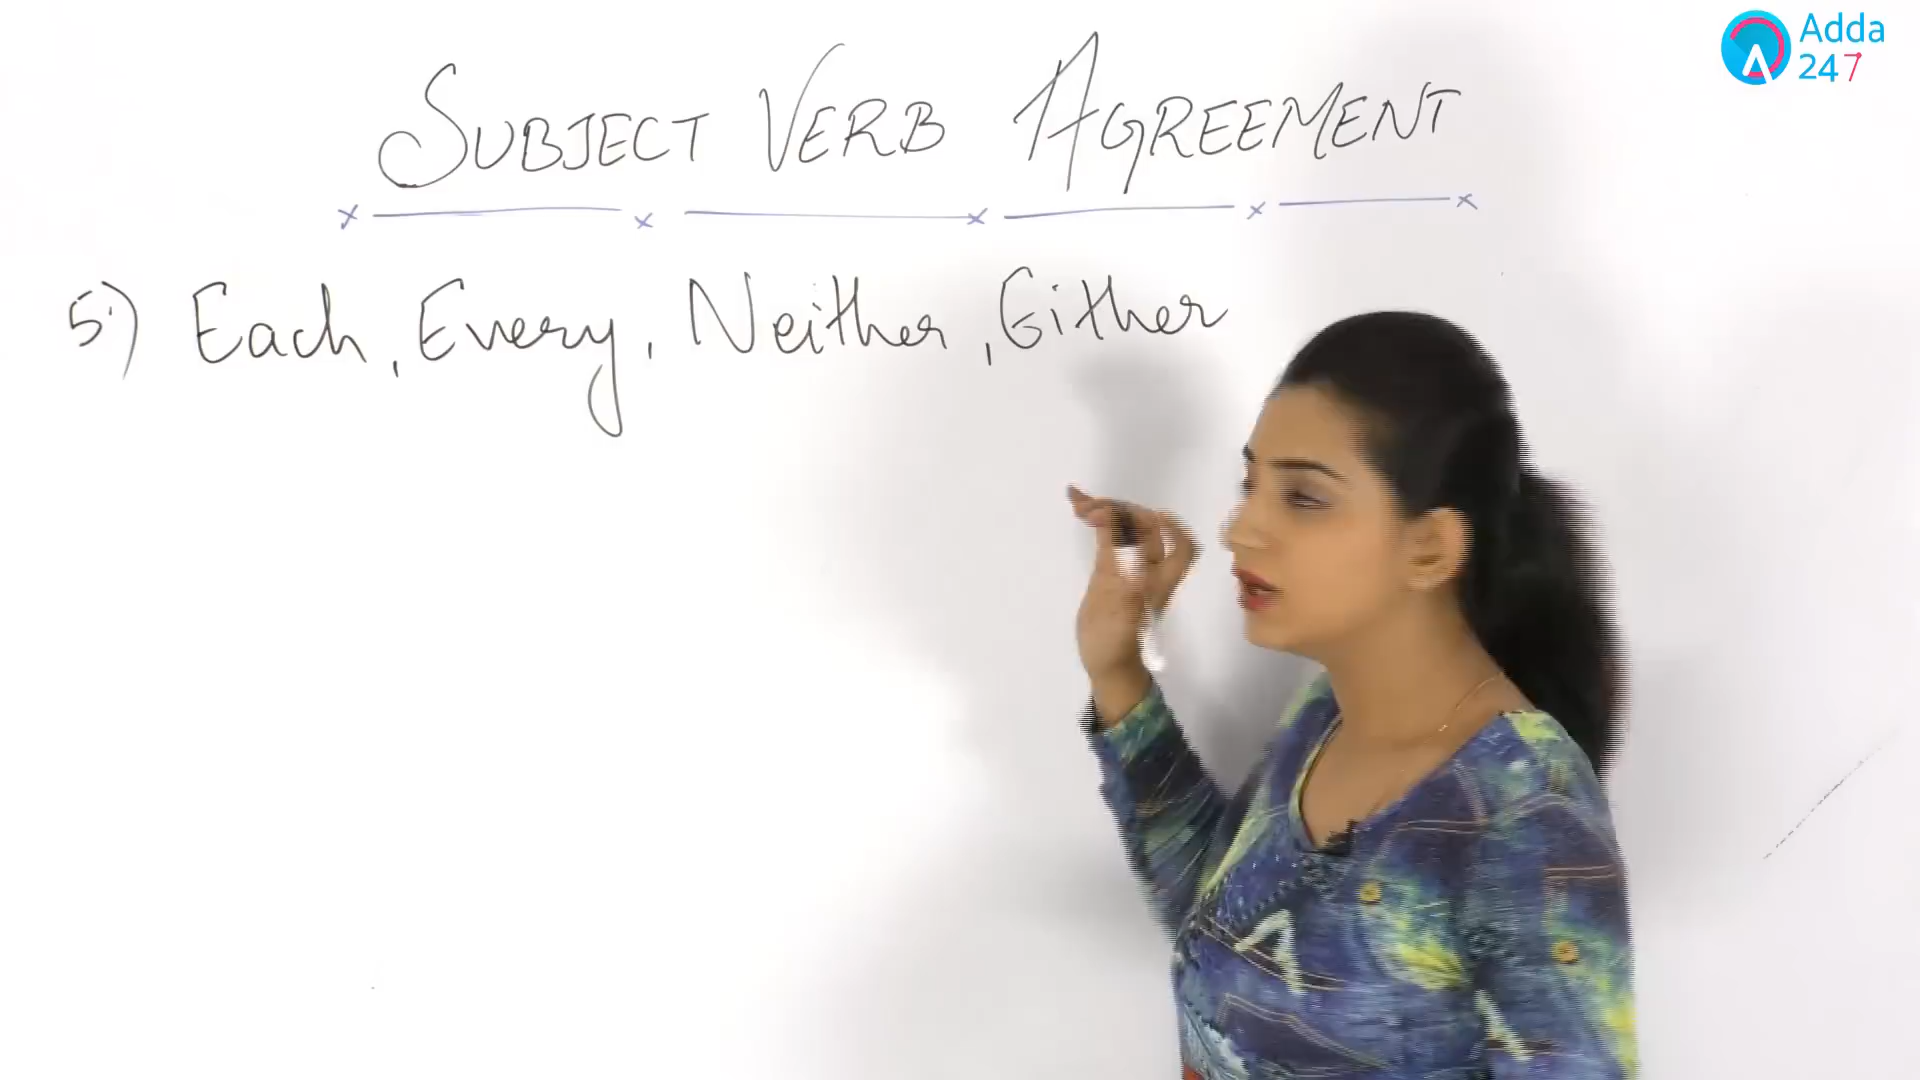 Adda
247
SUBJECT VERB AGREEMENT
5) Each, Every, Neither, Either